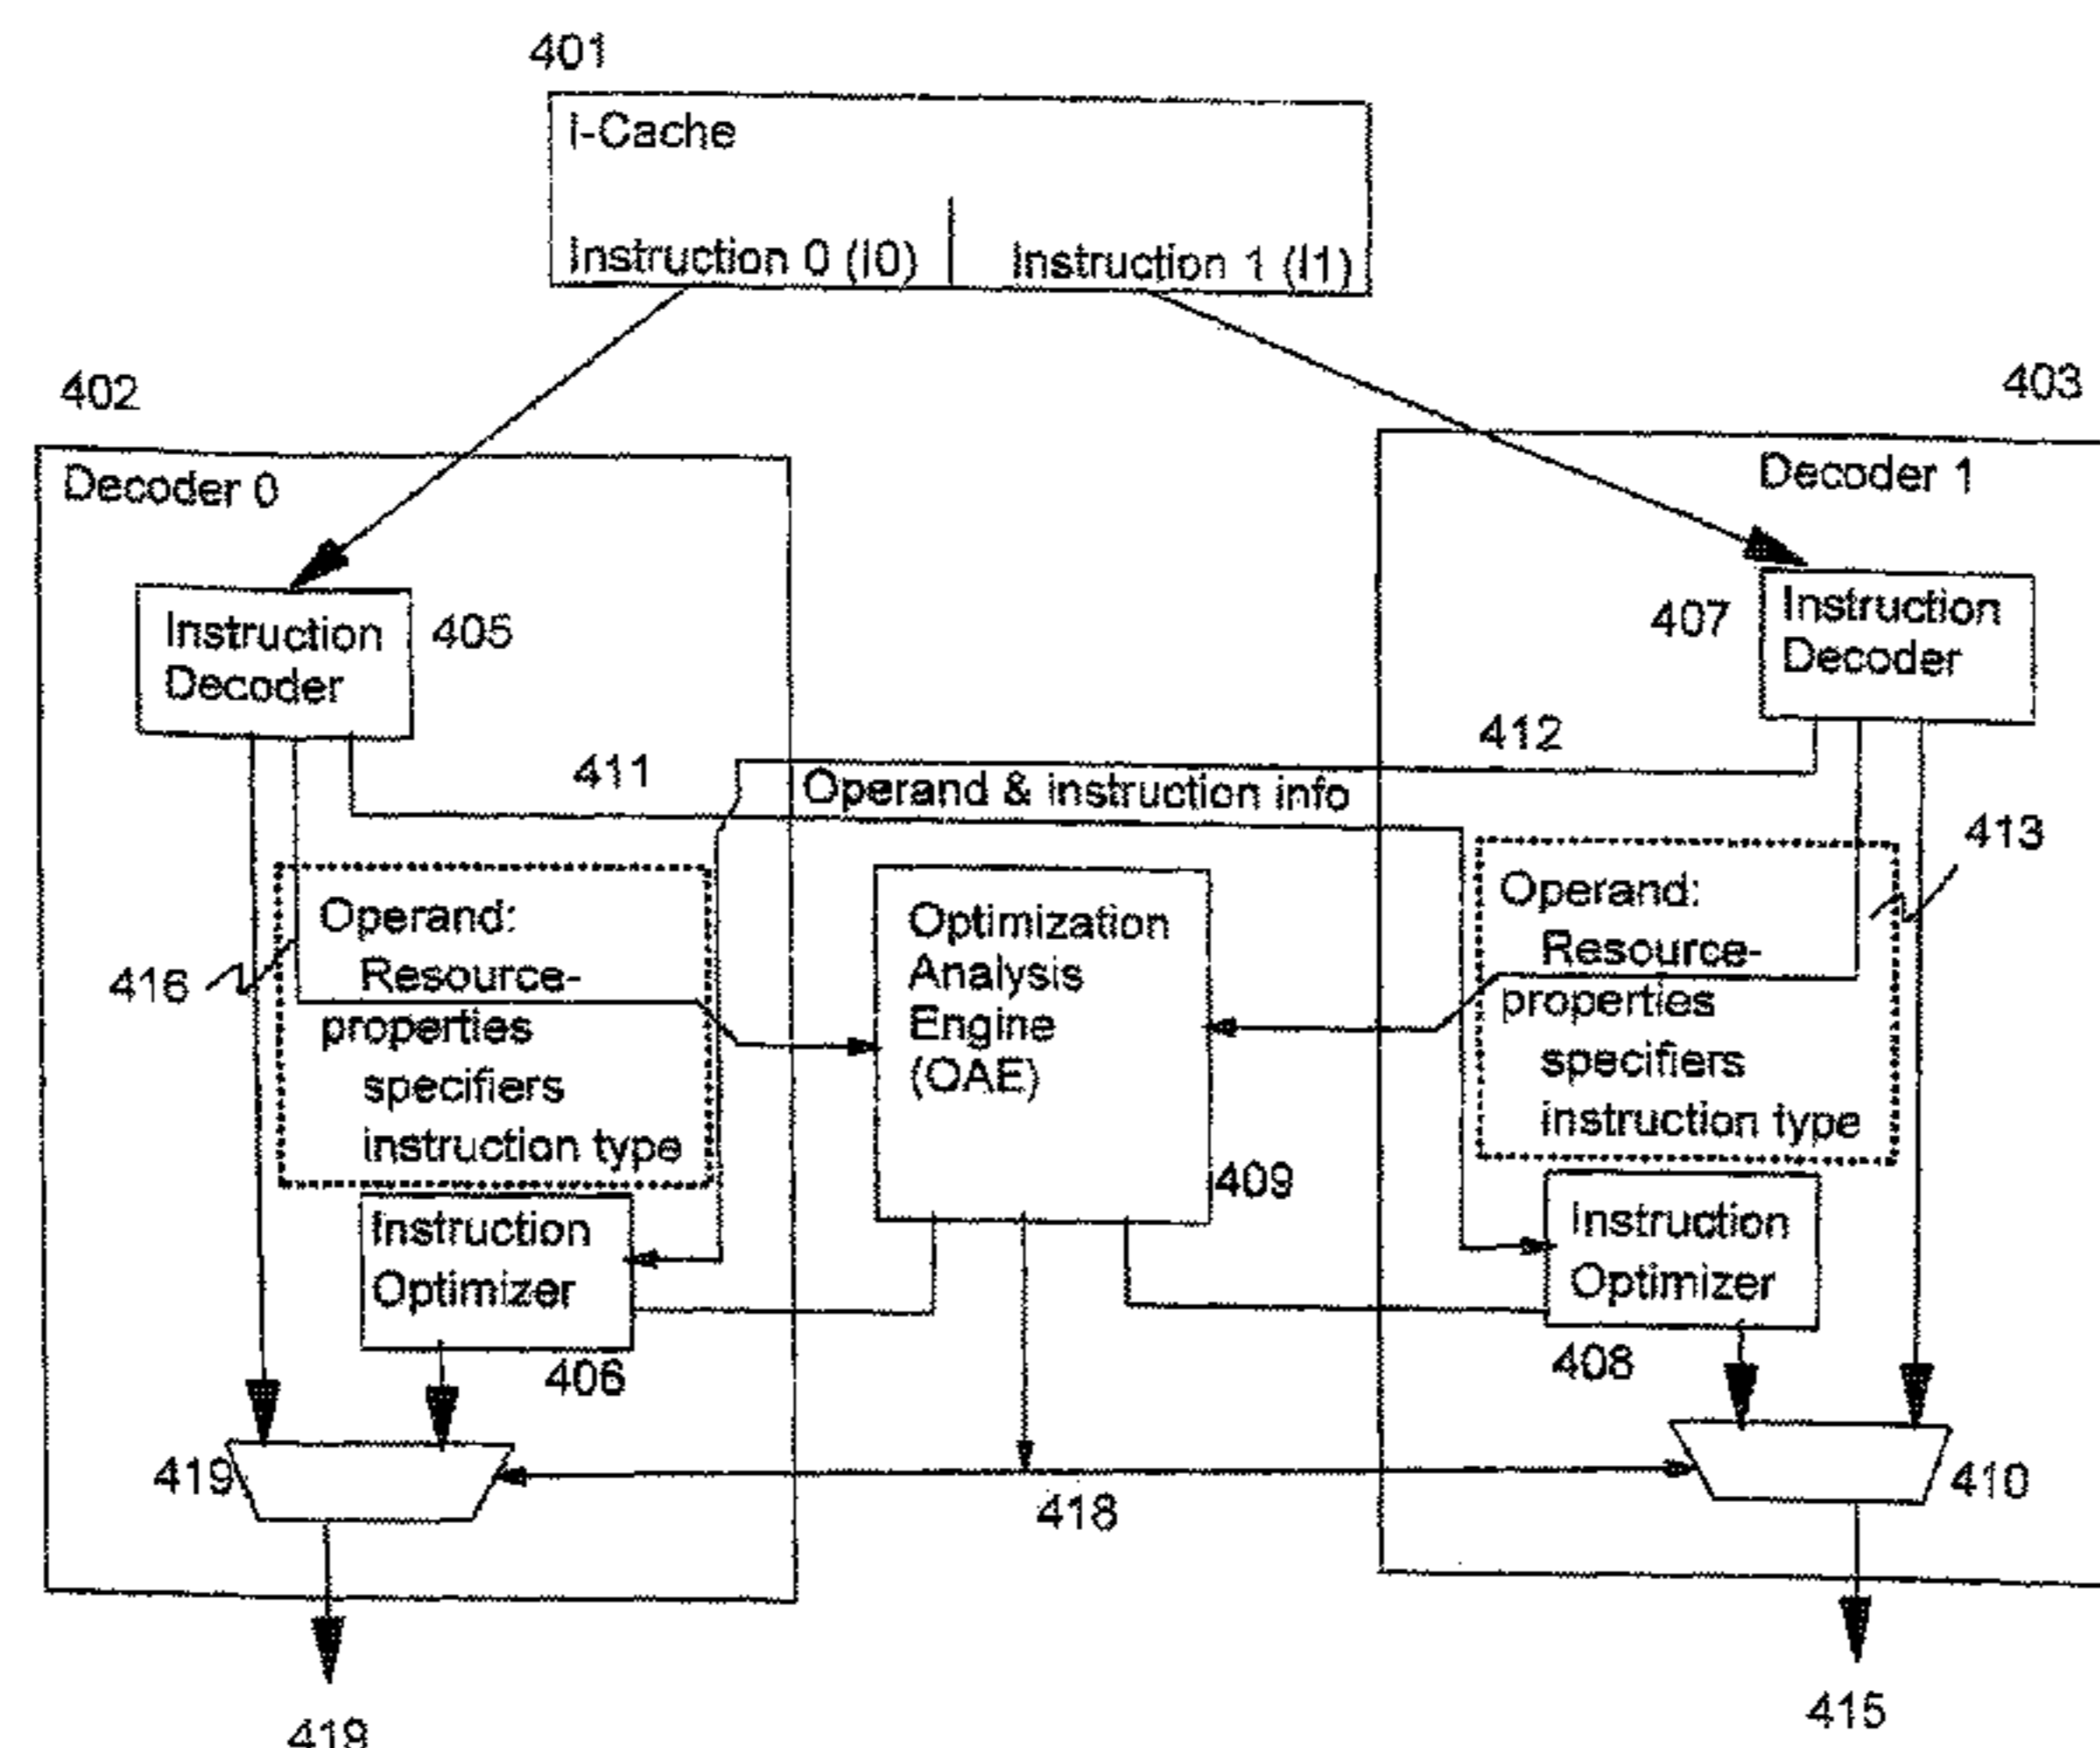 401
i-Cache
Instruction 0 (I0)
Instruction 1 (I1)
402
403
Decoder 0
Decoder 1
Instruction
Decoder
405
407
Instruction
Decoder
412
411
Operand & instruction info
413
Operand:
Resource-
properties
specifiers
instruction type
416
Optimization
Analysis
Engine
(OAE)
409
Operand:
Resource-
properties
specifiers
instruction type
Instruction
Optimizer
406
Instruction
Optimizer
408
419
418
410
419
415